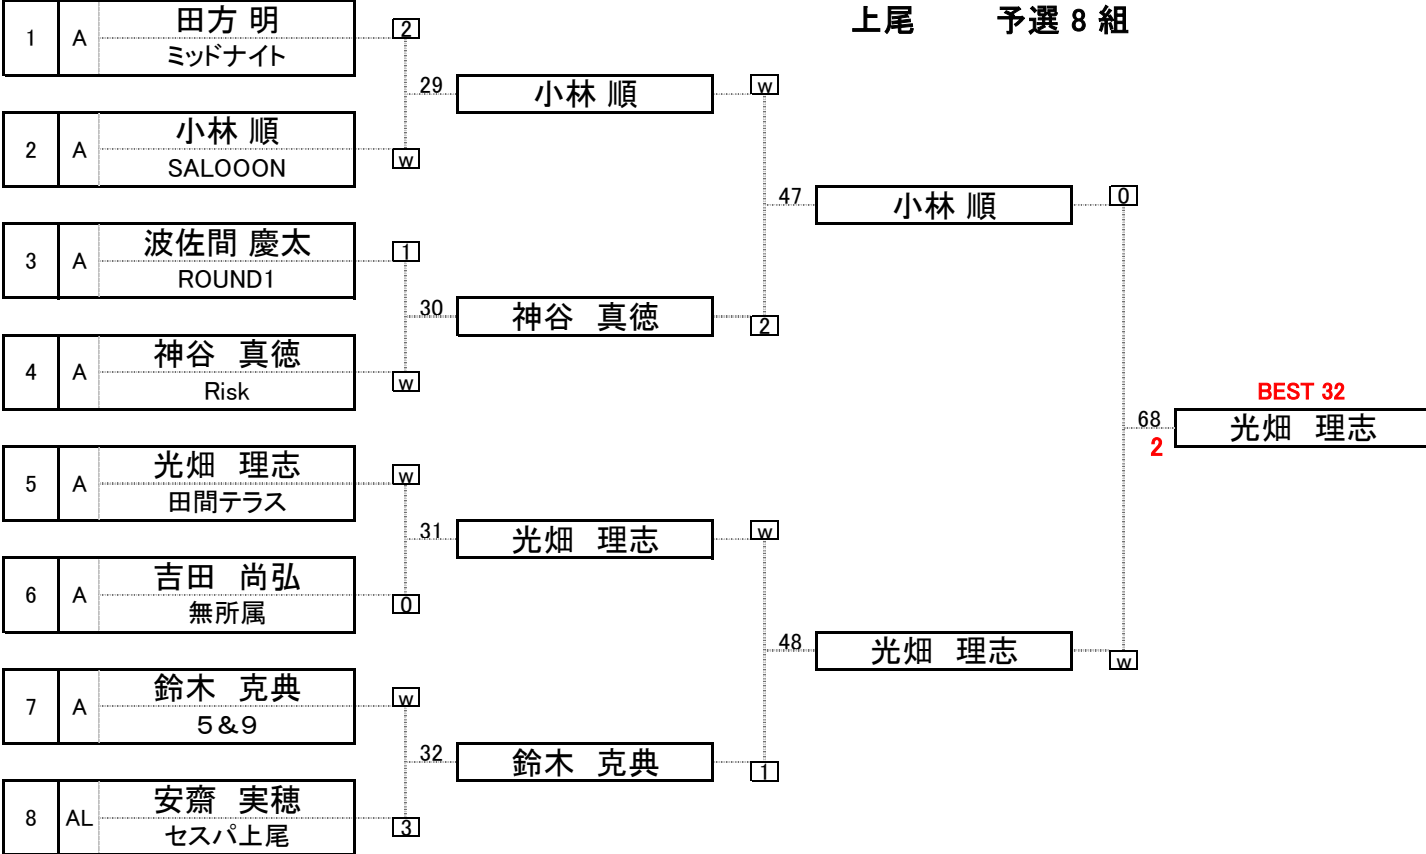 上尾 予選 8 組
1 A 田方 明
ミッドナイト
2
2 A 小林 順
SALOOON
w
29 小林 順
w
3 A 波佐間 慶太
ROUND1
1
4 A 神谷 真徳
Risk
w
30 神谷 真徳
2
47 小林 順
0
5 A 光畑 理志
田間テラス
w
6 A 吉田 尚弘
無所属
0
31 光畑 理志
w
7 A 鈴木 克典
5&9
w
8 AL 安齋 実穂
セスパ上尾
3
32 鈴木 克典
1
48 光畑 理志
w
BEST 32
68 光畑 理志
2